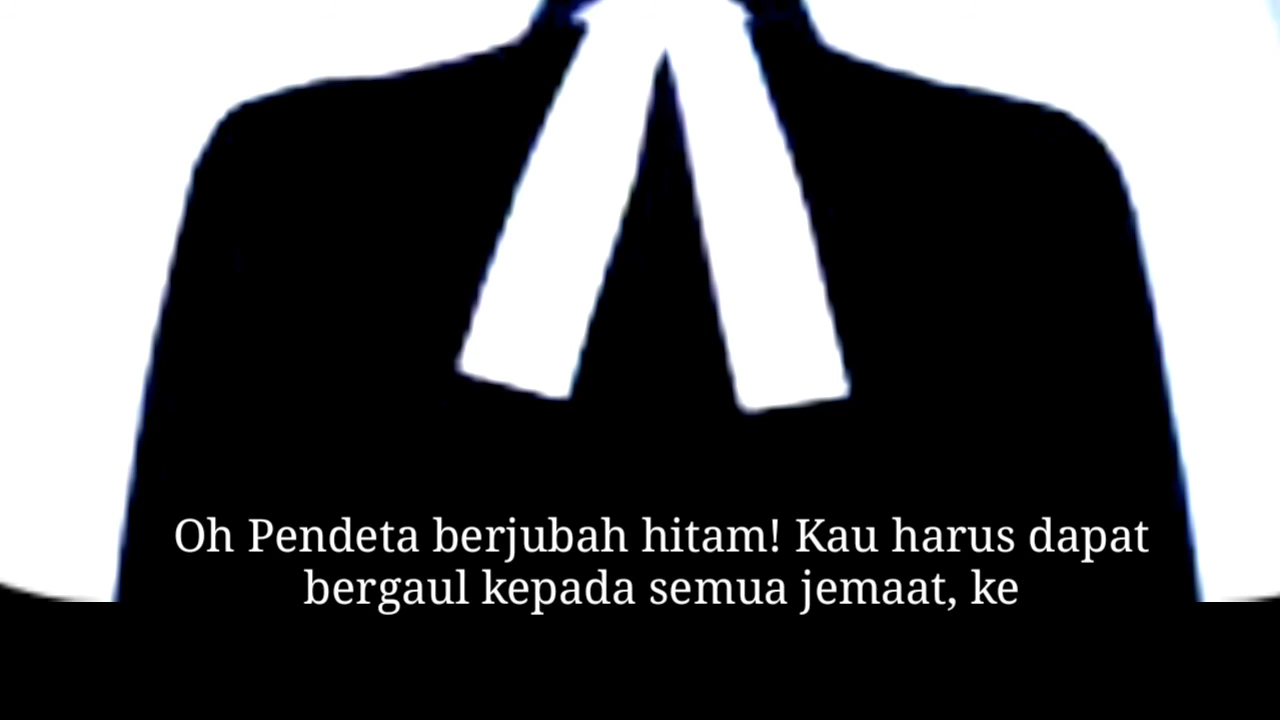 Oh Pendeta berjubah hitam! Kau harus dapat
bergaul kepada semua jemaat, ke